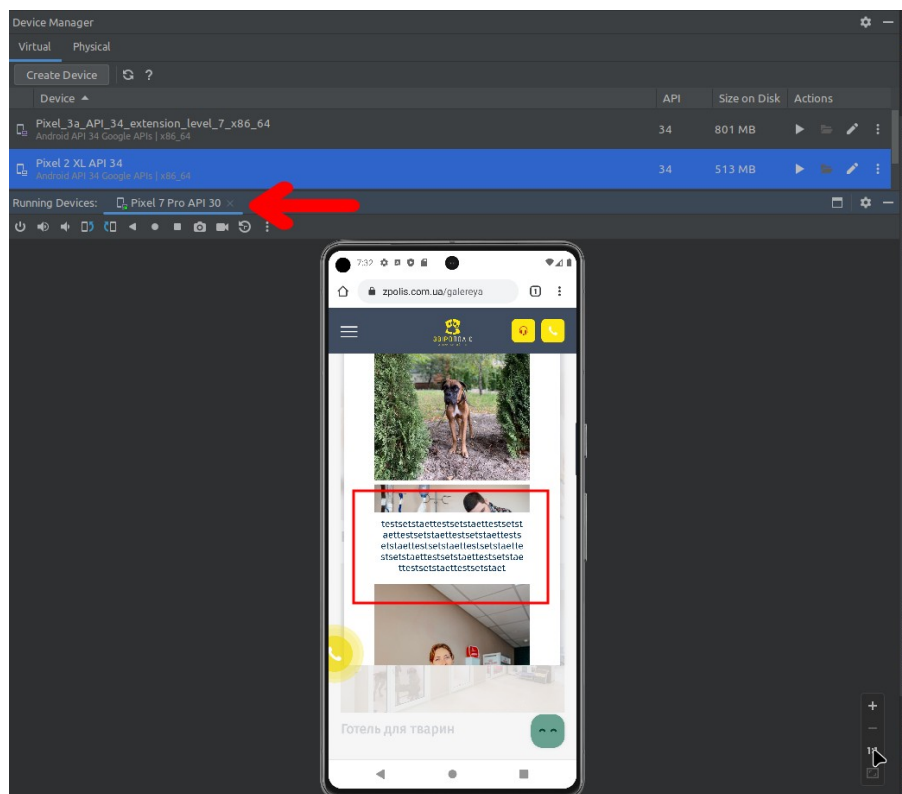 Device Manager
Virtual Physical
Create Device ?
Device API Size on Disk Actions
Pixel_3a_API_34_extension_level_7_x86_64 34 801 MB
Android API 34 Google APIs | x86_64
Pixel 2 XL API 34 34 513 MB
Android API 34 Google APIs | x86_64
Running Devices: Pixel 7 Pro API 30
7:32
zpolis.com.ua/galereya 1
testsetstaettestsetstaettestsetst
aettestsetstaettestsetstaettests
etstaettestsetstaettestsetstaette
stsetstaettestsetstaettestsetstae
ttestsetstaettestsetstaet
Готель для тварин
1:1